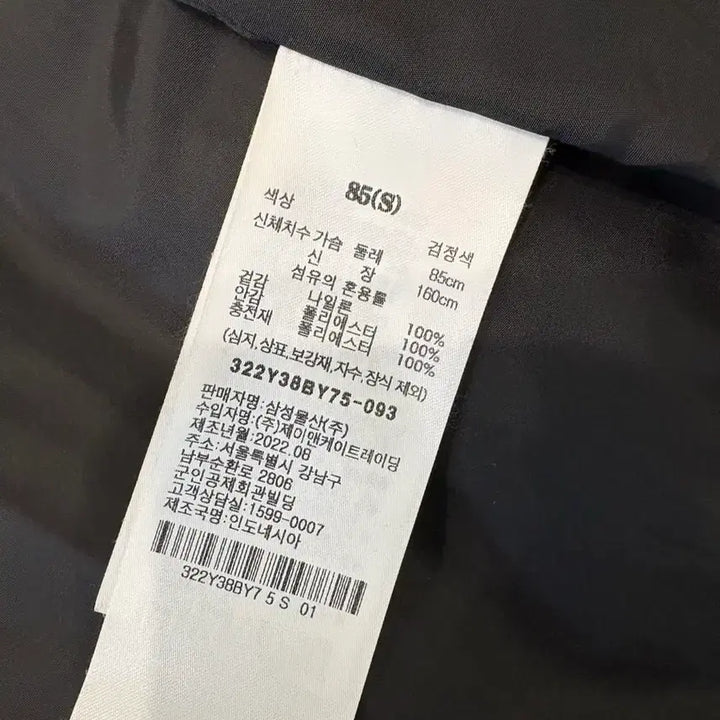 85(S)
색상 검정색
신체치수 가슴 둘레 85cm
신 장 160cm
섬유의 혼용률
겉감 나일론 100%
안감 폴리에스터 100%
충전재 폴리에스터 100%
(심지,상표,보강재,자수,장식 제외)
322Y38BY75-093
판매자명:삼성물산(주)
수입자명:(주)제이앤케이트레이딩
제조년월:2022.06
주소:서울특별시 강남구
남부순환로 2806
군인공제회관빌딩
고객상담실:1599-0007
제조국명:인도네시아
322Y38BY7 5 S 01